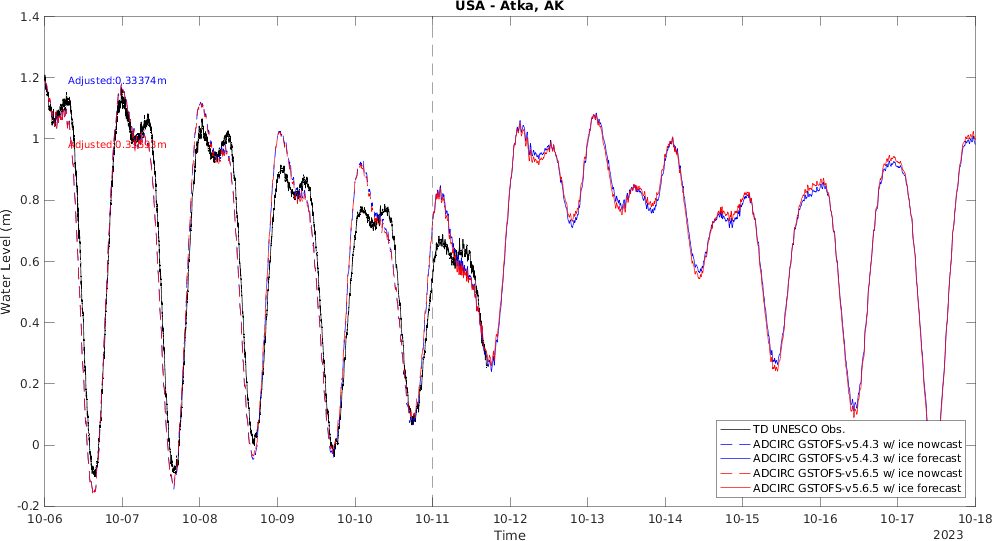 USA - Atka, AK
1.4
1.2
1
0.8
0.6
0.4
0.2
0
-0.2
Water Level (m)
Adjusted:0.33374m
10-06
10-07
10-08
10-09
10-10
10-11
10-12
10-13
10-14
10-15
10-16
10-17
10-18
Time
2023
TD UNESCO Obs.
ADCIRC GSTOFS-v5.4.3 w/ ice nowcast
ADCIRC GSTOFS-v5.4.3 w/ ice forecast
ADCIRC GSTOFS-v5.6.5 w/ ice nowcast
ADCIRC GSTOFS-v5.6.5 w/ ice forecast